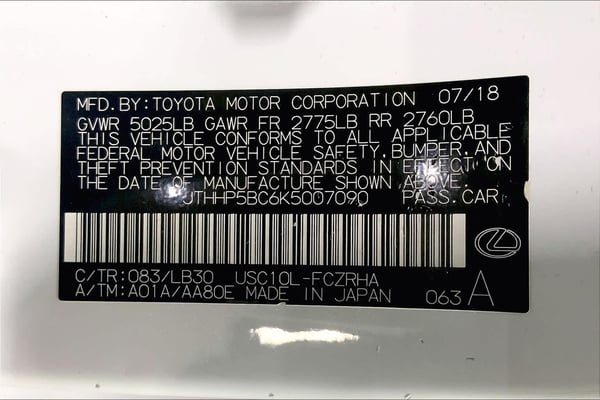 MFD. BY: TOYOTA MOTOR CORPORATION 07/18
GVWR 5025LB GAWR FR 2775LB RR 2760LB
THIS VEHICLE CONFORMS TO ALL APPLICABLE
FEDERAL MOTOR VEHICLE SAFETY, BUMPER, AND
THEFT PREVENTION STANDARDS IN EFFECT ON
THE DATE OF MANUFACTURE SHOWN ABOVE.
JTHHP5BC6K5007090 PASS. CAR
C/TR: 083/LB30 USC10L-FCZRHA
A/TM: A01A/AA80E MADE IN JAPAN 063 A